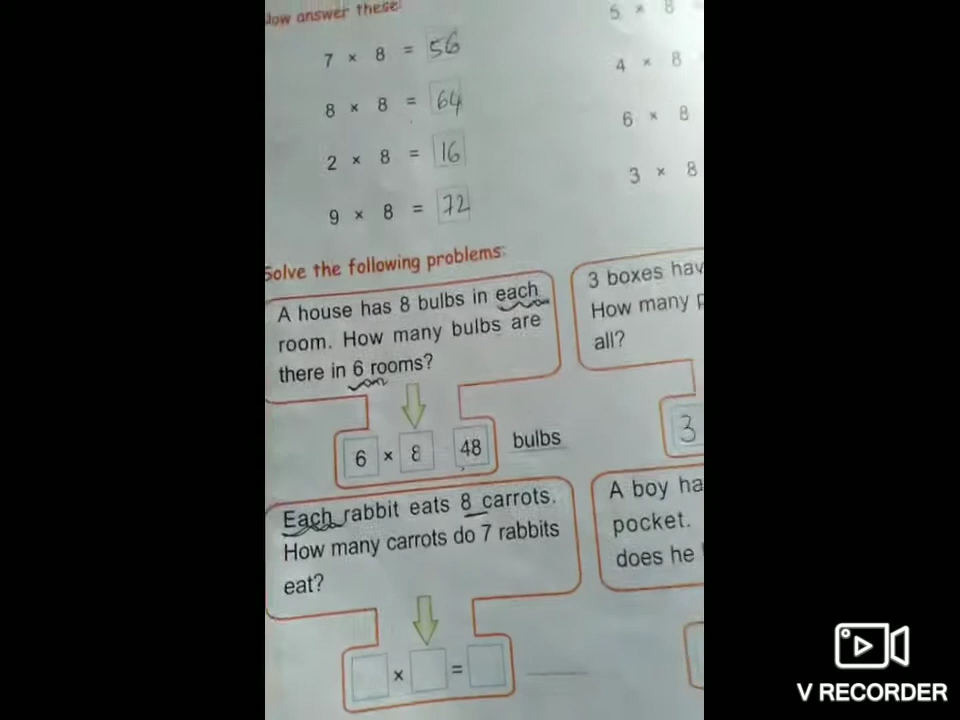 Now answer these:
7 × 8 = 56
8 × 8 = 64
2 × 8 = 16
9 × 8 = 72
5 × 8
4 × 8
6 × 8
3 × 8
Solve the following problems:
A house has 8 bulbs in each
room. How many bulbs are
there in 6 rooms?
6 × 8 48 bulbs
3 boxes hav
How many p
all?
3
Each rabbit eats 8 carrots.
How many carrots do 7 rabbits
eat?
× =
A boy ha
pocket.
does he
V RECORDER